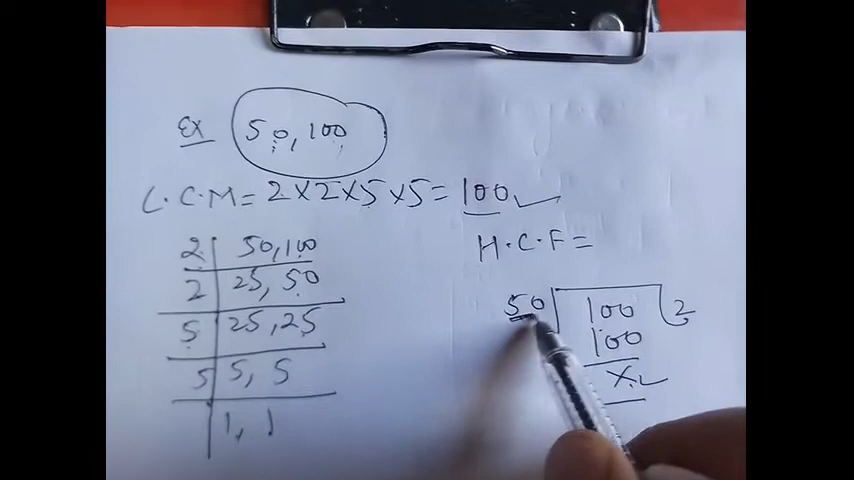 Ex 50, 100
L.C.M = 2×2×5×5 = 100 ✓
2 | 50, 100
2 | 25, 50
5 | 25, 25
5 | 5, 5
1, 1
H.C.F =
50 | 100 | 2
100
×